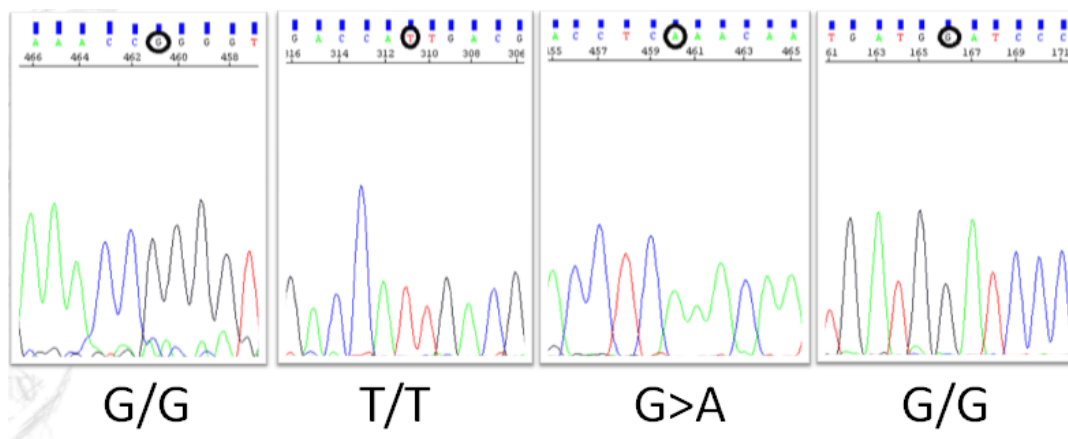 A A A C C G G G G T
466 464 462 460 458
G A C C A T T G A C G
316 314 312 310 308 306
A C C T C A A A C A A
455 457 459 461 463 465
T G A T G G A T C C C
61 163 165 167 169 171
G/G
T/T
G>A
G/G